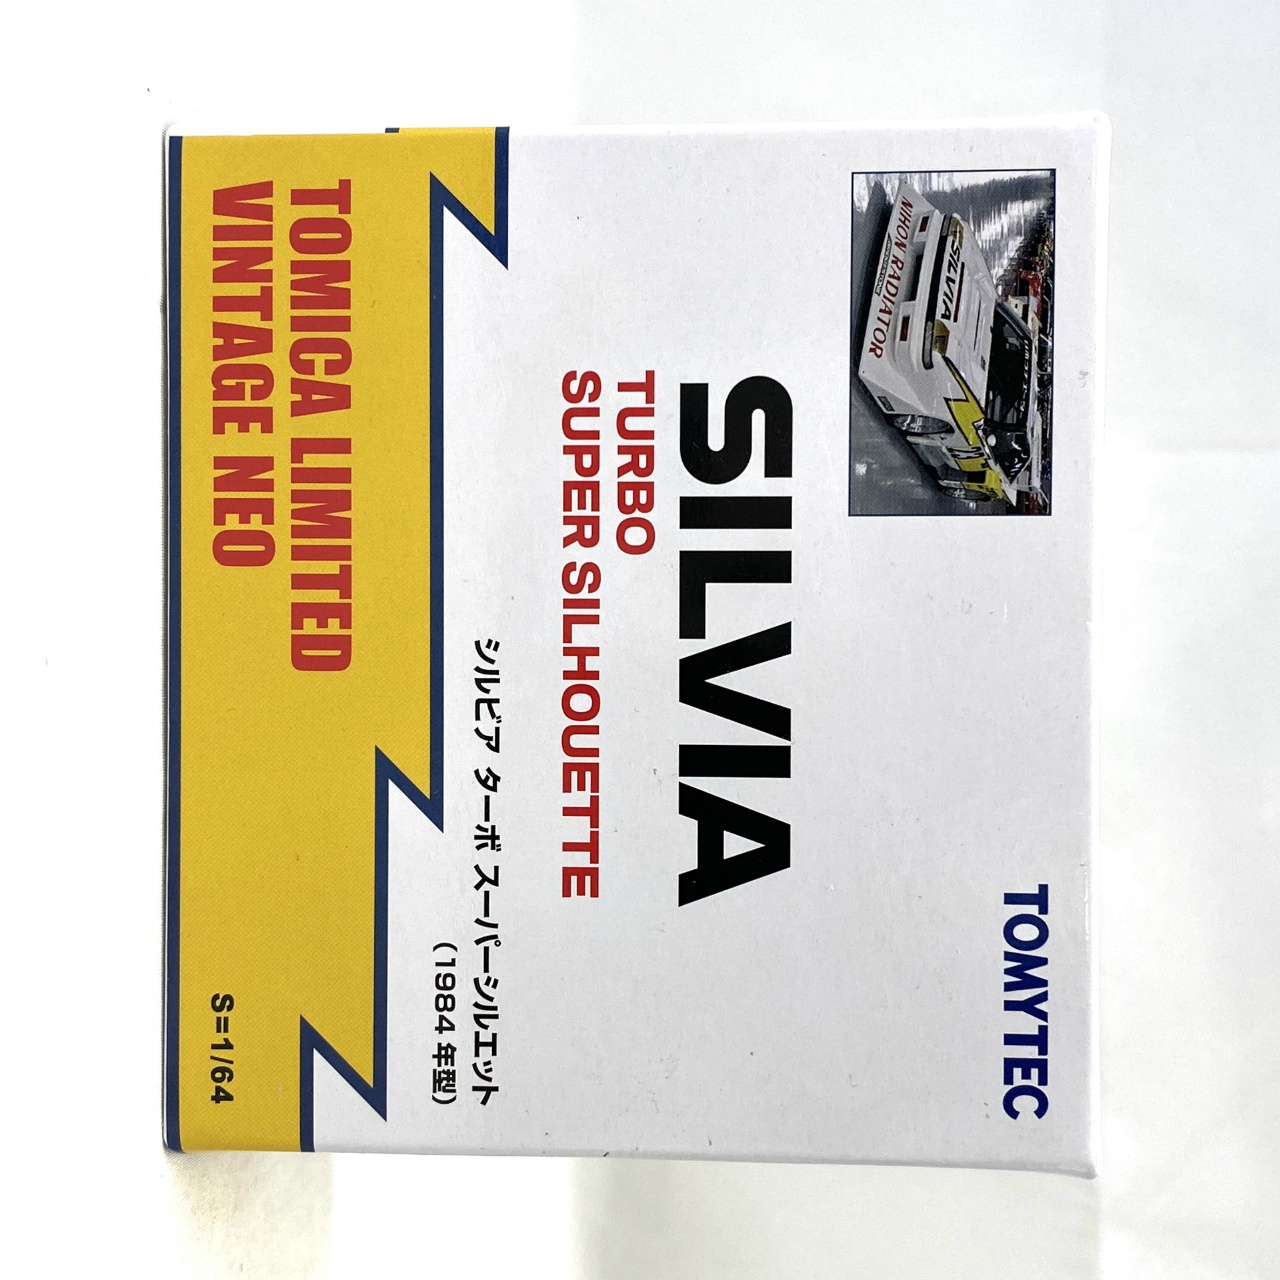 TOMYTEC
SILVIA
NIHON RADIATOR
SILVIA
TURBO
SUPER SILHOUETTE
シルビア ターボ スーパーシルエット
(1984 年型)
TOMICA LIMITED
VINTAGE NEO
S=1/64